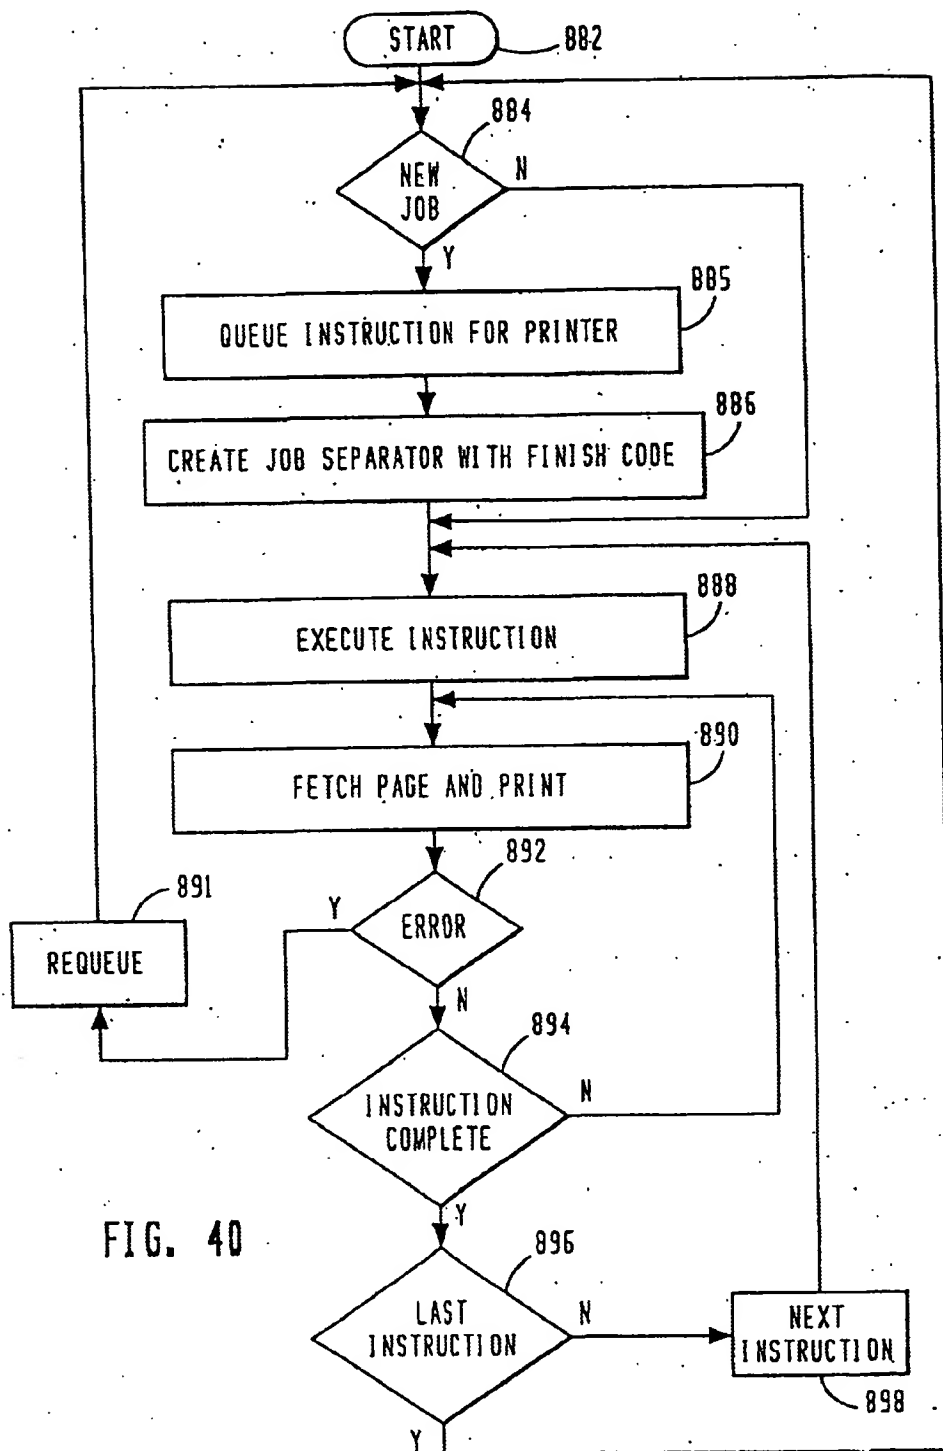 START
882
884
NEW
JOB
N
Y
885
QUEUE INSTRUCTION FOR PRINTER
886
CREATE JOB SEPARATOR WITH FINISH CODE
888
EXECUTE INSTRUCTION
890
FETCH PAGE AND PRINT
892
891
Y
ERROR
REQUEUE
N
894
INSTRUCTION
COMPLETE
N
Y
FIG. 40
896
LAST
INSTRUCTION
N
NEXT
INSTRUCTION
898
Y